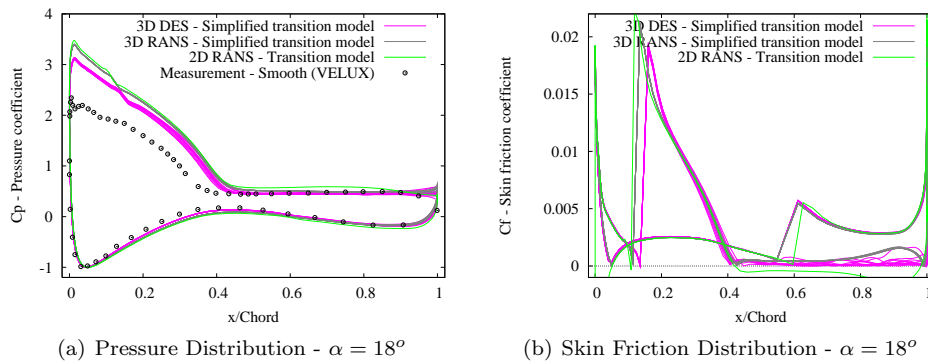 3D DES - Simplified transition model
3D RANS - Simplified transition model
2D RANS - Transition model
Measurement - Smooth (VELUX)
Cp - Pressure coefficient
4
3
2
1
0
-1
0 0.2 0.4 0.6 0.8 1
x/Chord
(a) Pressure Distribution - α = 18°
3D DES - Simplified transition model
3D RANS - Simplified transition model
2D RANS - Transition model
Cf - Skin friction coefficient
0.02
0.015
0.01
0.005
0
0 0.2 0.4 0.6 0.8 1
x/Chord
(b) Skin Friction Distribution - α = 18°